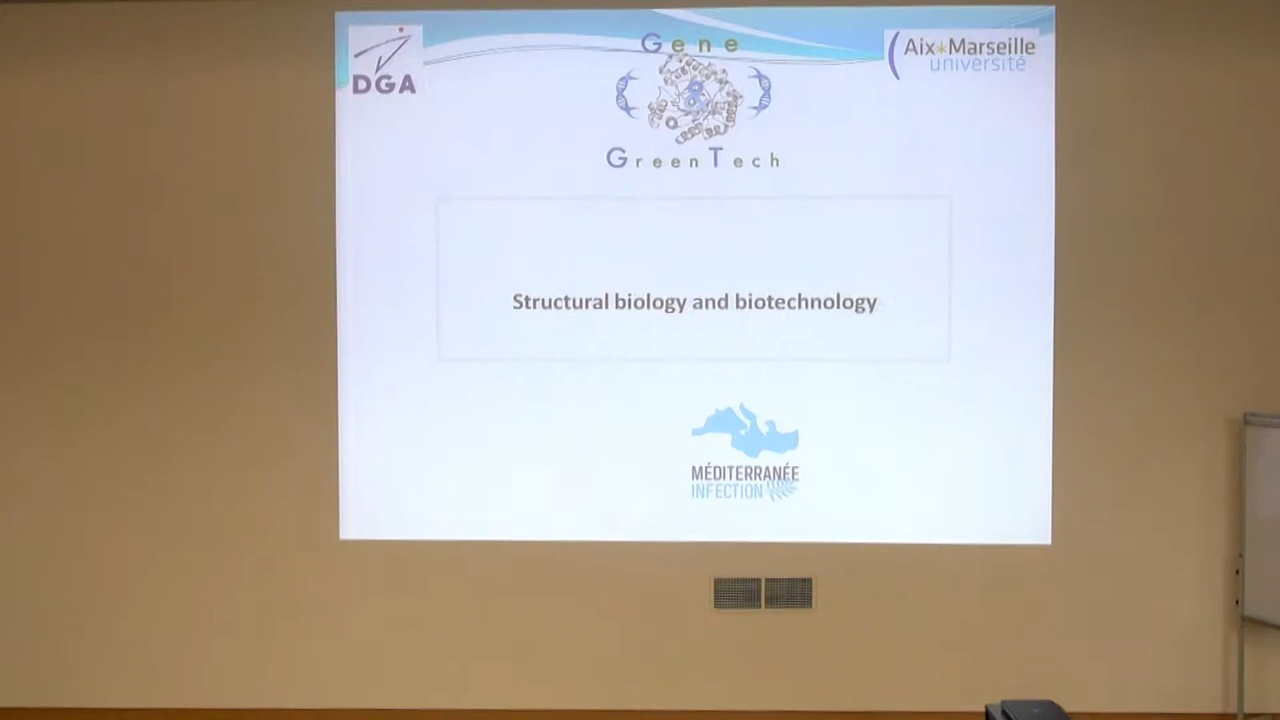 DGA
Gene
GreenTech
Aix*Marseille
université
Structural biology and biotechnology
MÉDITERRANÉE
INFECTION